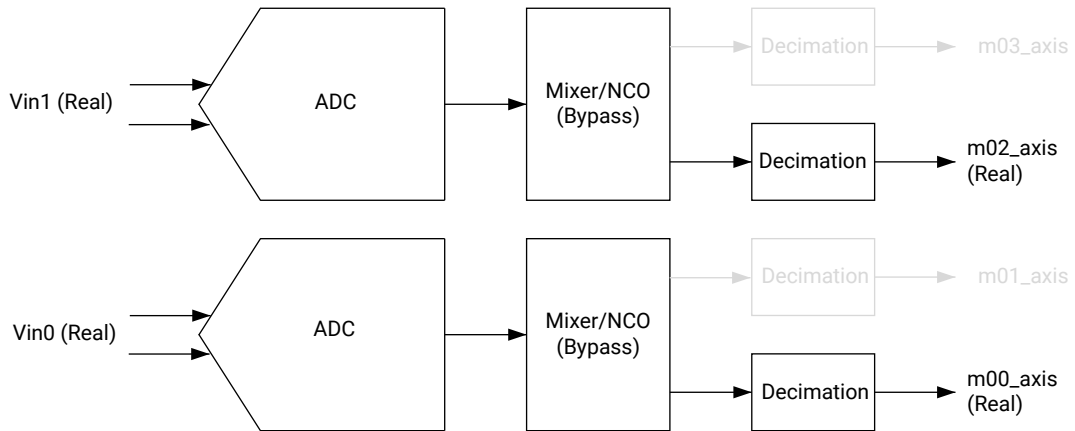 Decimation
m03_axis
Vin1 (Real)
ADC
Mixer/NCO
(Bypass)
Decimation
m02_axis
(Real)
Decimation
m01_axis
Vin0 (Real)
ADC
Mixer/NCO
(Bypass)
Decimation
m00_axis
(Real)